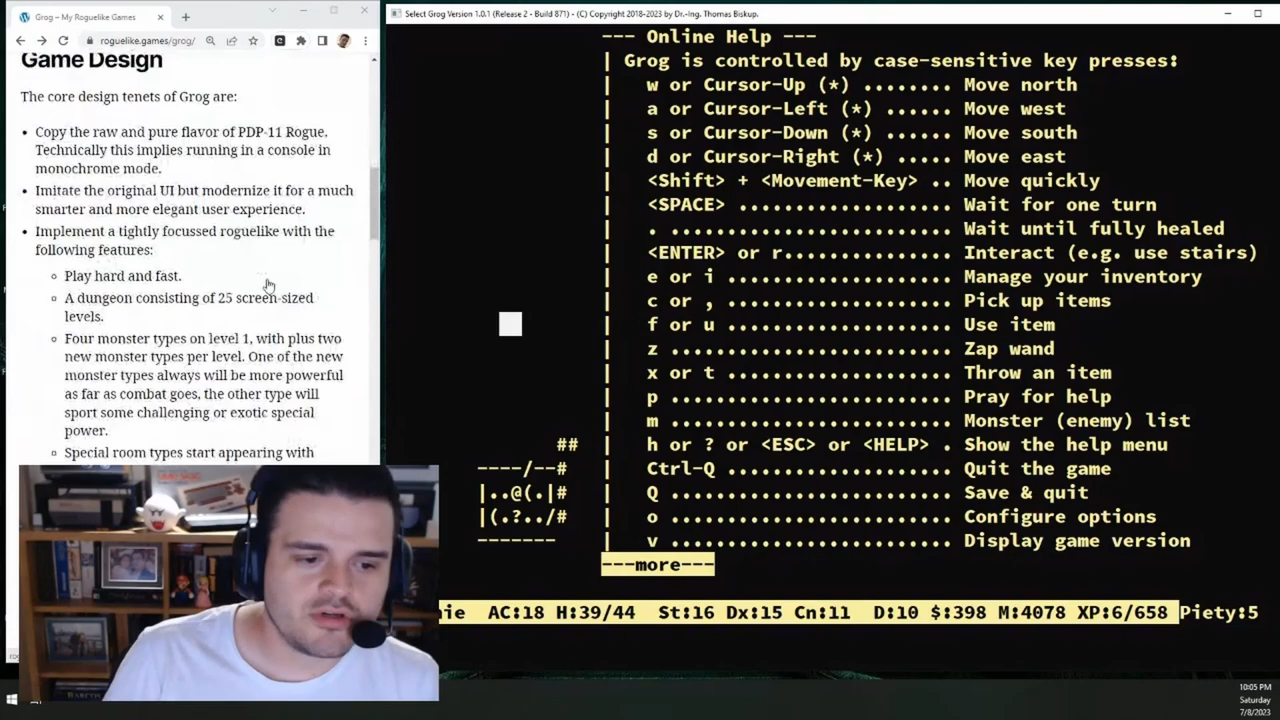 Grog – My Roguelike Games
roguelike.games/grog/
Game Design
The core design tenets of Grog are:
• Copy the raw and pure flavor of PDP-11 Rogue.
Technically this implies running in a console in
monochrome mode.
• Imitate the original UI but modernize it for a much
smarter and more elegant user experience.
• Implement a tightly focussed roguelike with the
following features:
Play hard and fast.
A dungeon consisting of 25 screen-sized
levels.
Four monster types on level 1, with plus two
new monster types per level. One of the new
monster types always will be more powerful
as far as combat goes, the other type will
sport some challenging or exotic special
power.
Special room types start appearing with
Select Grog Version 1.0.1 (Release 2 - Build 871) - (C) Copyright 2018-2023 by Dr.-Ing. Thomas Biskup.
--- Online Help ---
| Grog is controlled by case-sensitive key presses:
| w or Cursor-Up (*) ........ Move north
| a or Cursor-Left (*) ...... Move west
| s or Cursor-Down (*) ...... Move south
| d or Cursor-Right (*) ..... Move east
| <Shift> + <Movement-Key> .. Move quickly
| <SPACE> ................... Wait for one turn
| . ......................... Wait until fully healed
| <ENTER> or r............... Interact (e.g. use stairs)
| e or i .................... Manage your inventory
| c or , .................... Pick up items
| f or u .................... Use item
| z ......................... Zap wand
| x or t .................... Throw an item
| p ......................... Pray for help
| m ......................... Monster (enemy) list
## | h or ? or <ESC> or <HELP> . Show the help menu
----/--# | Ctrl-Q .................... Quit the game
|..@(.|# | Q ......................... Save & quit
|(.?../# | o ......................... Configure options
------- | v ......................... Display game version
---more---
nie AC:18 H:39/44 St:16 Dx:15 Cn:11 D:10 $:398 M:4078 XP:6/658 Piety:5
10:05 PM
Saturday
7/8/2023